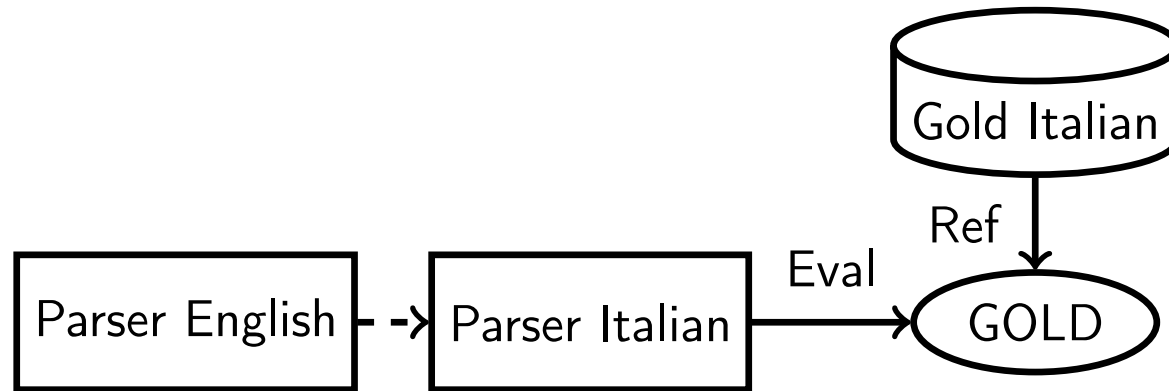 Gold Italian
Ref
Eval
Parser English
Parser Italian
GOLD